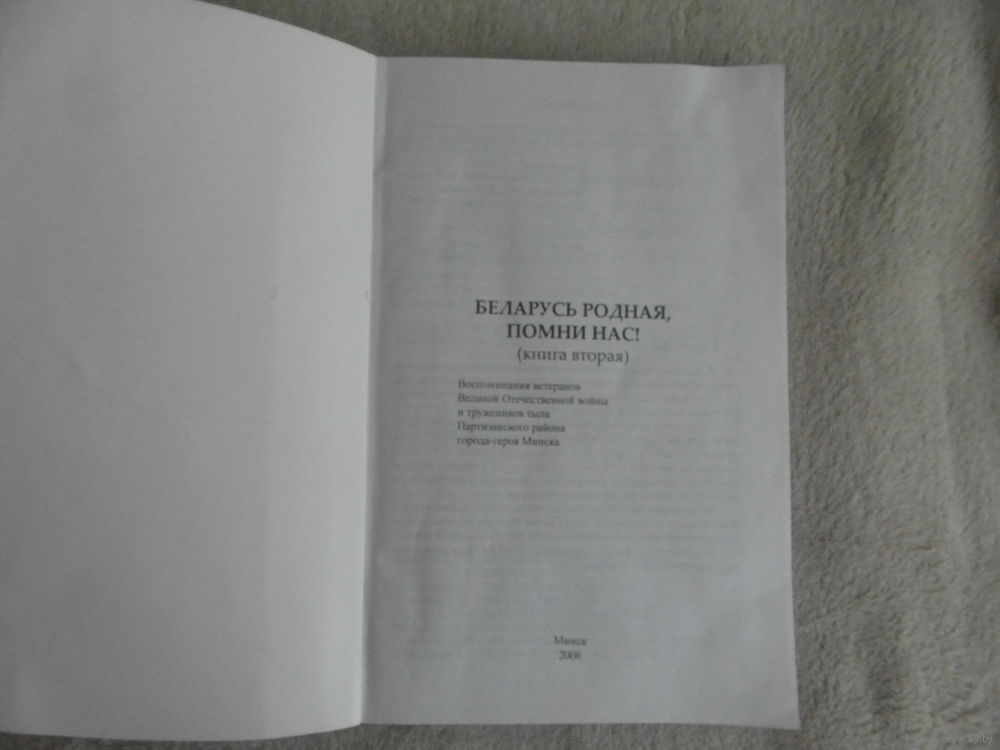 БЕЛАРУСЬ РОДНАЯ,
ПОМНИ НАС!
(книга вторая)
Воспоминания ветеранов
Великой Отечественной войны
и тружеников тыла
Партизанского района
города-героя Минска
Минск
2006